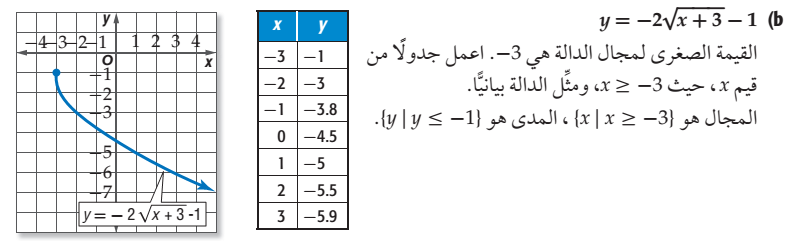 b) y = −2√x + 3 − 1
القيمة الصغرى لمجال الدالة هي 3−. اعمل جدولًا من
قيم x، حيث x ≥ −3، ومثِّل الدالة بيانيًّا.
المجال هو {x | x ≥ −3}، المدى هو {y | y ≤ −1}.
x y
−3 −1
−2 −3
−1 −3.8
0 −4.5
1 −5
2 −5.5
3 −5.9
y
−4 −3 −2 −1 1 2 3 4
O x
−1
−2
−3
−5
−6
−7
y = − 2 √x + 3 -1